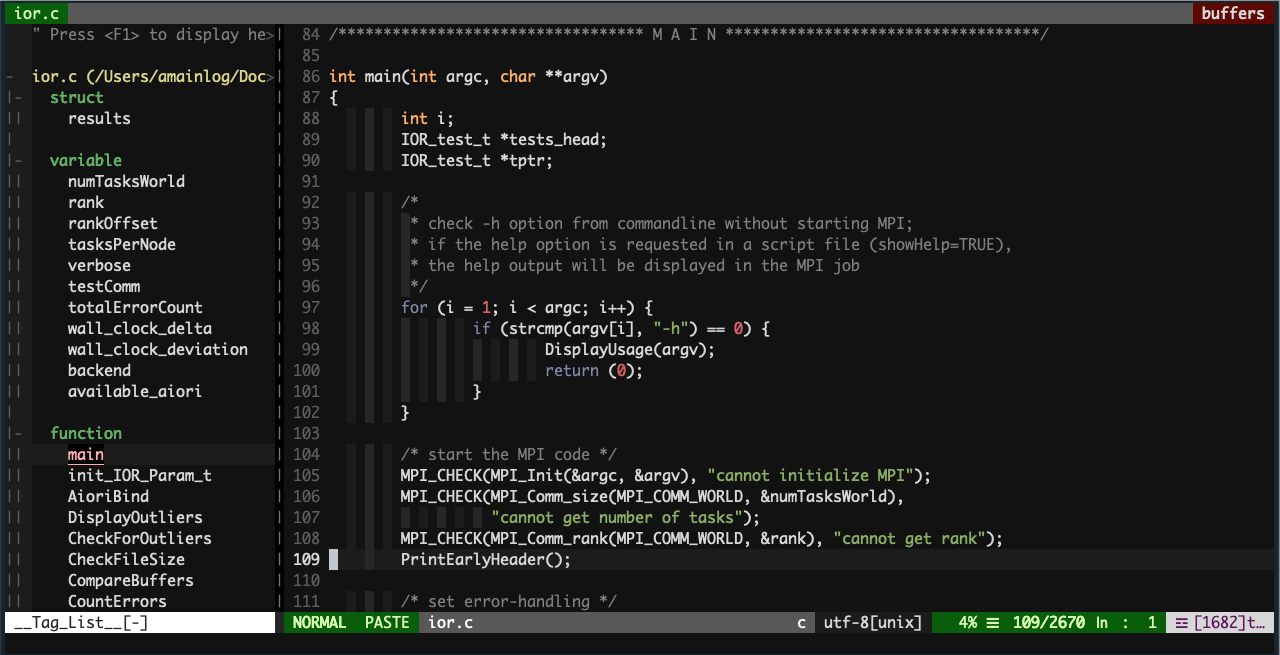 ior.c
buffers
" Press <F1> to display he>
ior.c (/Users/amainlog/Doc>
struct
results
variable
numTasksWorld
rank
rankOffset
tasksPerNode
verbose
testComm
totalErrorCount
wall_clock_delta
wall_clock_deviation
backend
available_aiori
function
main
init_IOR_Param_t
AioriBind
DisplayOutliers
CheckForOutliers
CheckFileSize
CompareBuffers
CountErrors
__Tag_List__[-]
84 /********************************** M A I N ***********************************/
85
86 int main(int argc, char **argv)
87 {
88         int i;
89         IOR_test_t *tests_head;
90         IOR_test_t *tptr;
91
92         /*
93          * check -h option from commandline without starting MPI;
94          * if the help option is requested in a script file (showHelp=TRUE),
95          * the help output will be displayed in the MPI job
96          */
97         for (i = 1; i < argc; i++) {
98                 if (strcmp(argv[i], "-h") == 0) {
99                         DisplayUsage(argv);
100                         return (0);
101                 }
102         }
103
104         /* start the MPI code */
105         MPI_CHECK(MPI_Init(&argc, &argv), "cannot initialize MPI");
106         MPI_CHECK(MPI_Comm_size(MPI_COMM_WORLD, &numTasksWorld),
107                   "cannot get number of tasks");
108         MPI_CHECK(MPI_Comm_rank(MPI_COMM_WORLD, &rank), "cannot get rank");
109         PrintEarlyHeader();
110
111         /* set error-handling */
NORMAL PASTE ior.c c utf-8[unix] 4% ☰ 109/2670 ln : 1 ☲ [1682]t…